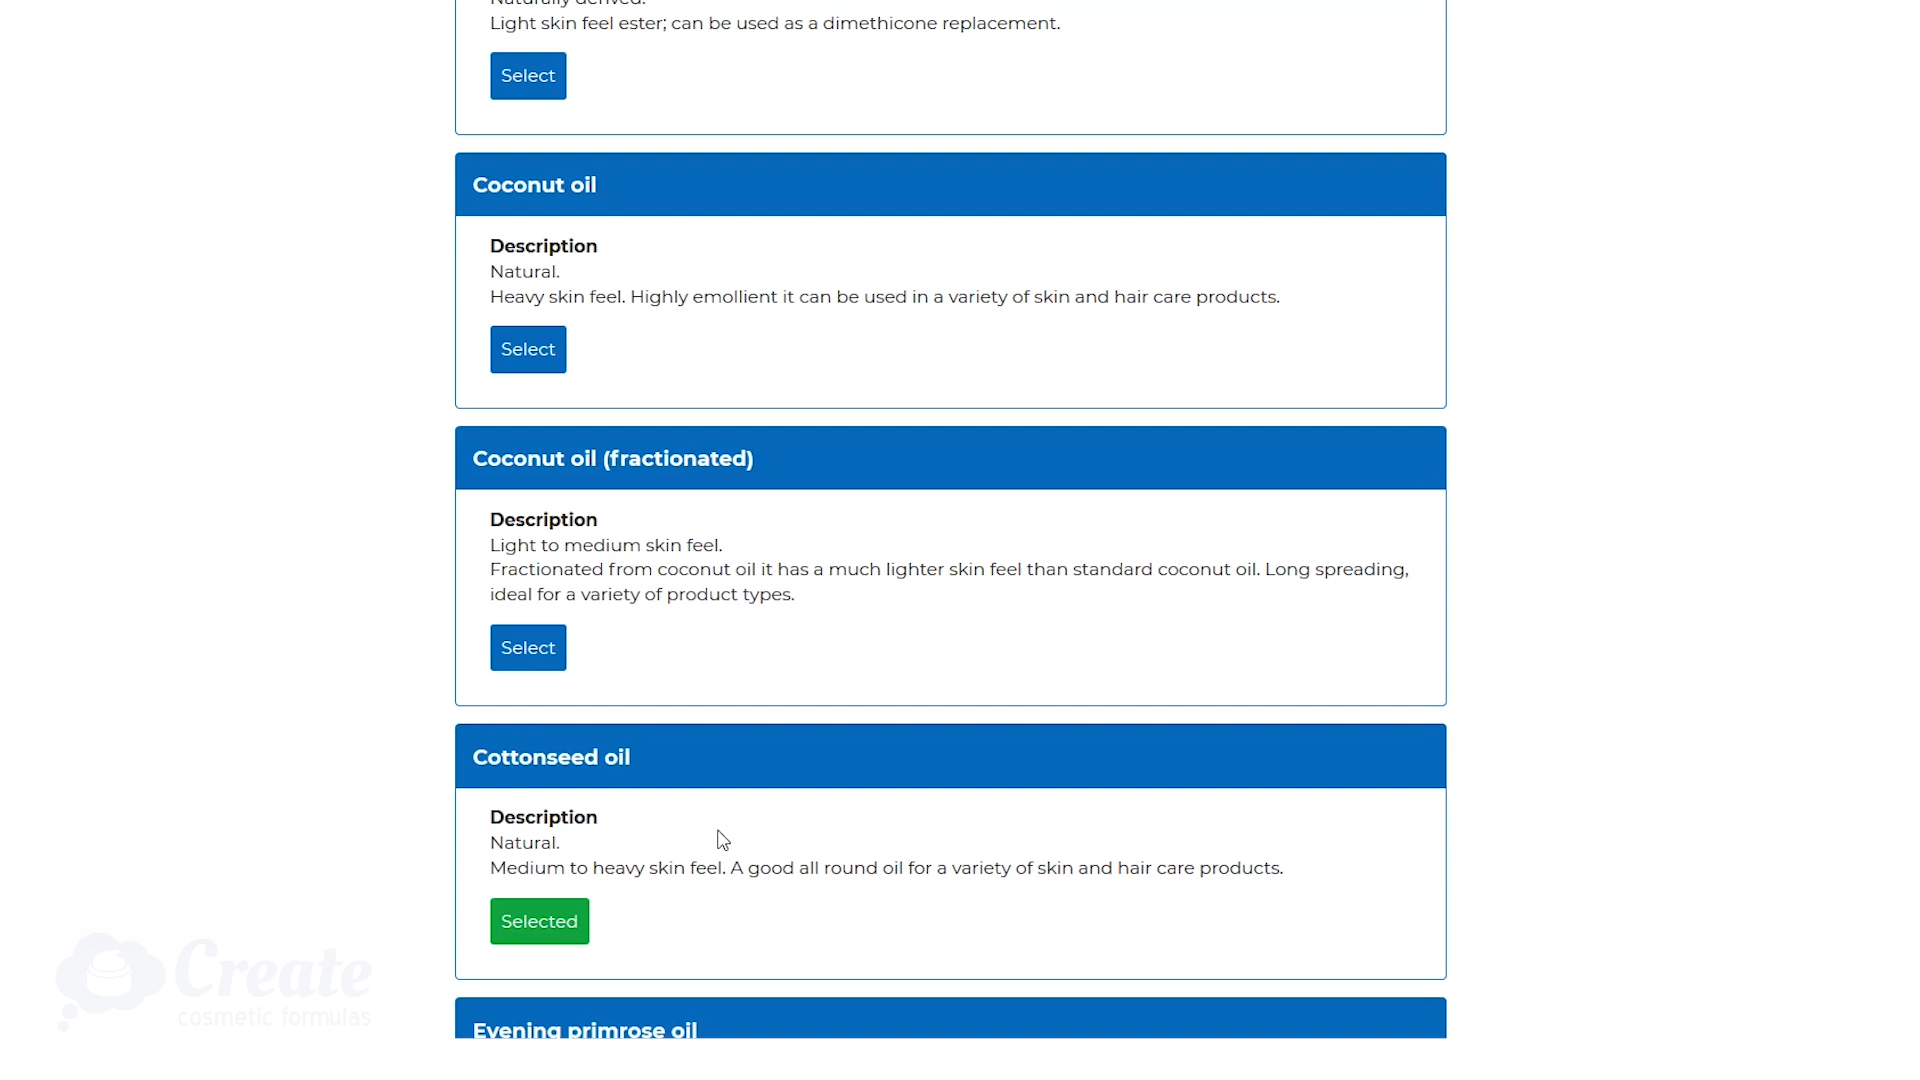 Naturally derived.
Light skin feel ester; can be used as a dimethicone replacement.
Select
Coconut oil
Description
Natural.
Heavy skin feel. Highly emollient it can be used in a variety of skin and hair care products.
Select
Coconut oil (fractionated)
Description
Light to medium skin feel.
Fractionated from coconut oil it has a much lighter skin feel than standard coconut oil. Long spreading,
ideal for a variety of product types.
Select
Cottonseed oil
Description
Natural.
Medium to heavy skin feel. A good all round oil for a variety of skin and hair care products.
Selected
Evening primrose oil
Create
cosmetic formulas